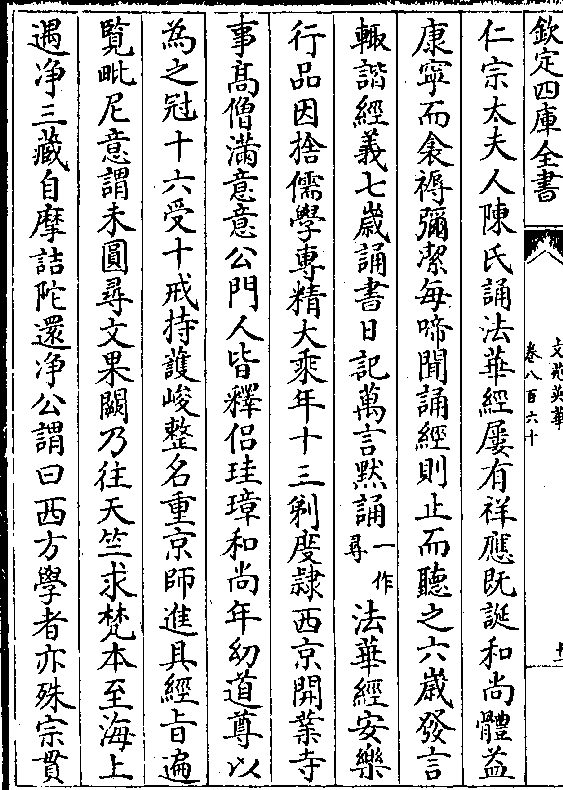 欽定四庫全書
文苑英華
卷八百六十
十二
仁宗太夫人陳氏誦法華經屢有祥應既誕和尚體益
康寧而衾褥彌潔每啼聞誦經則止而聽之六歲發言
輙諧經義七歲誦書日記萬言默誦一作尋法華經安樂
行品因捨儒學專精大乘年十三剃度隷西京開業寺
事高僧滿意意公門人皆釋侶珪璋和尚年幼道尊以
為之冠十六受十戒持護峻整名重京師進具經旨遍
覧毗尼意謂未圓尋文果闕乃往天竺求梵本至海上
遇净三藏自摩詰陀還净公謂曰西方學者亦殊宗貫